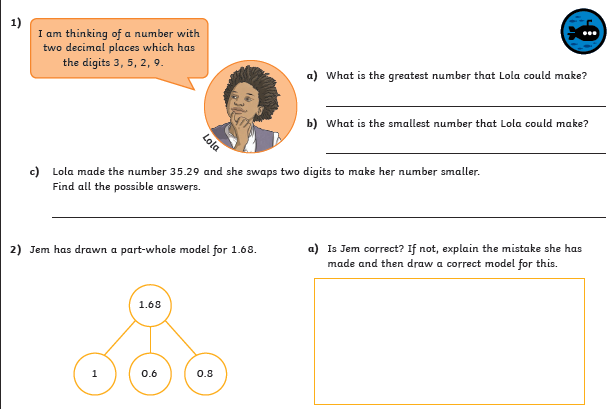 1)
I am thinking of a number with
two decimal places which has
the digits 3, 5, 2, 9.
Lola
a) What is the greatest number that Lola could make?
b) What is the smallest number that Lola could make?
c) Lola made the number 35.29 and she swaps two digits to make her number smaller.
Find all the possible answers.
2) Jem has drawn a part-whole model for 1.68.
1.68
1
0.6
0.8
a) Is Jem correct? If not, explain the mistake she has
made and then draw a correct model for this.